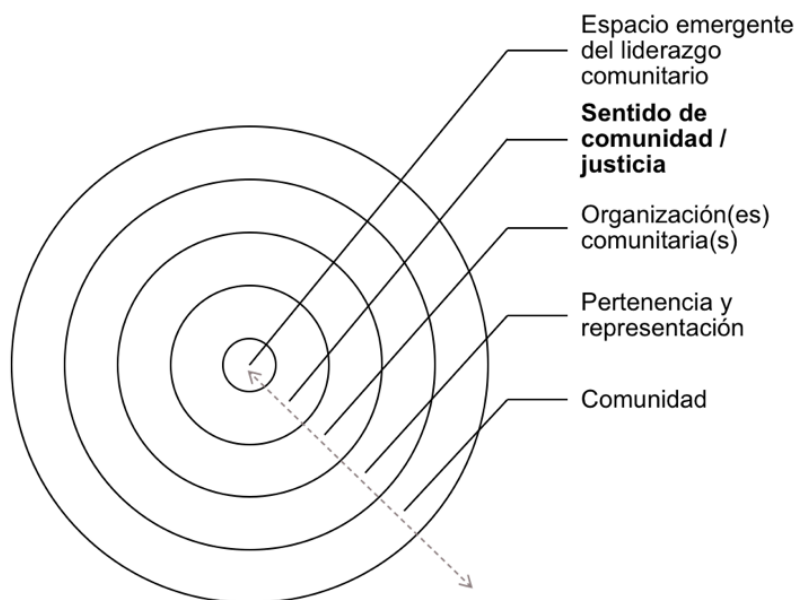 Espacio emergente
del liderazgo
comunitario
Sentido de
comunidad /
justicia
Organización(es)
comunitaria(s)
Pertenencia y
representación
Comunidad